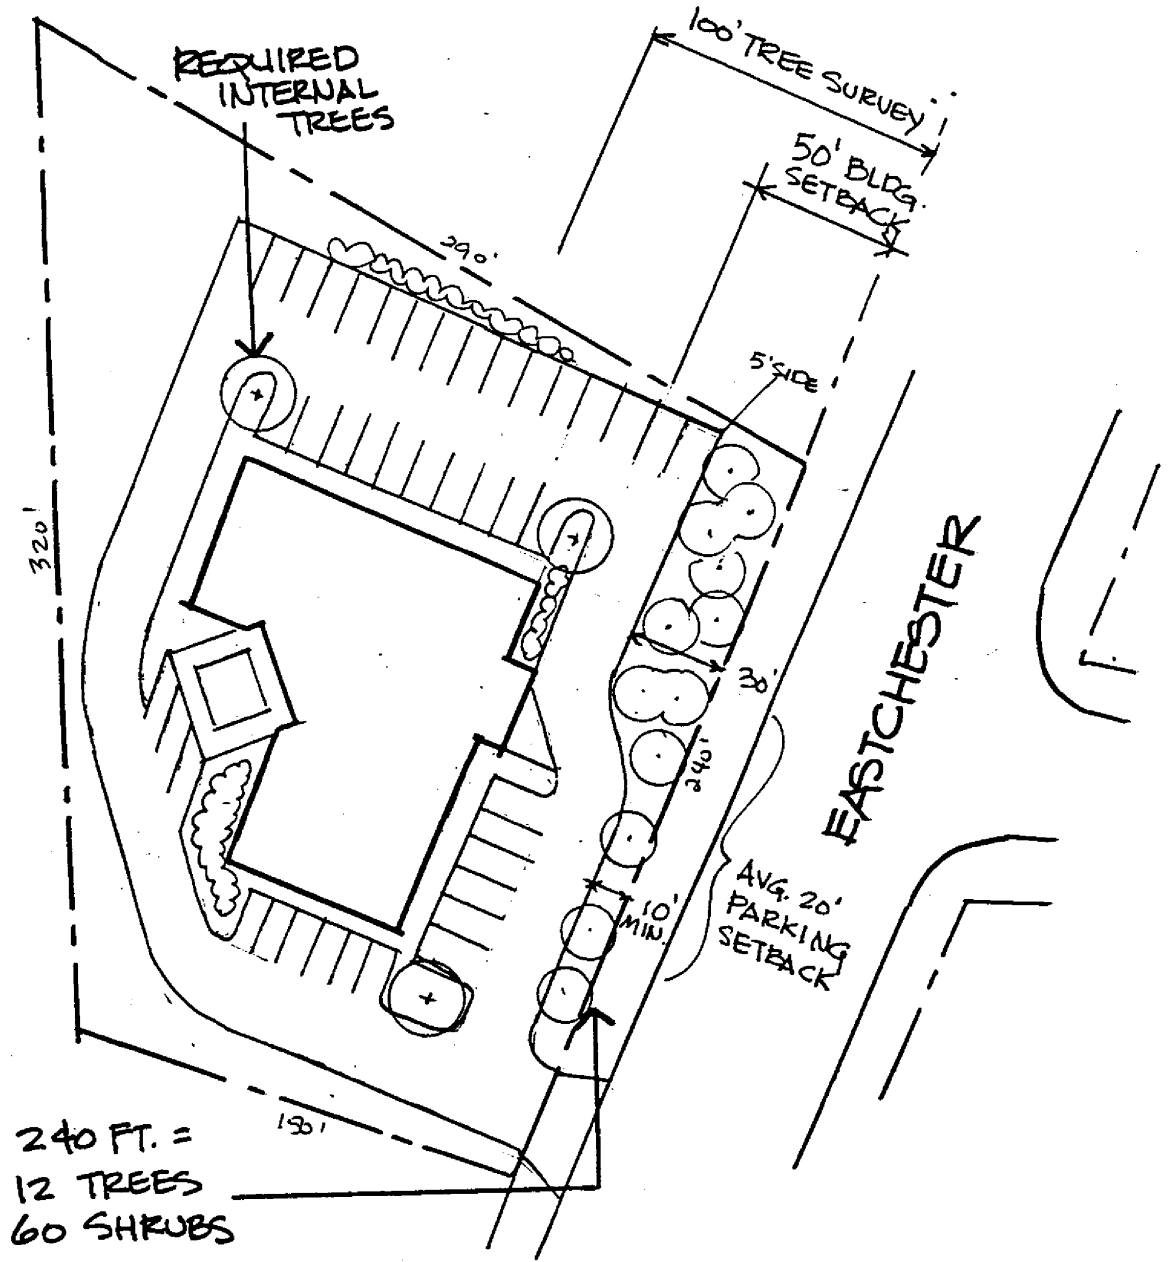 100' TREE SURVEY
REQUIRED
INTERNAL
TREES
50' BLDG.
SETBACK
290'
5' SIDE
320'
EASTCHESTER
30'
240'
AVG. 20'
PARKING
SETBACK
10'
MIN.
240 FT. =
12 TREES
60 SHRUBS